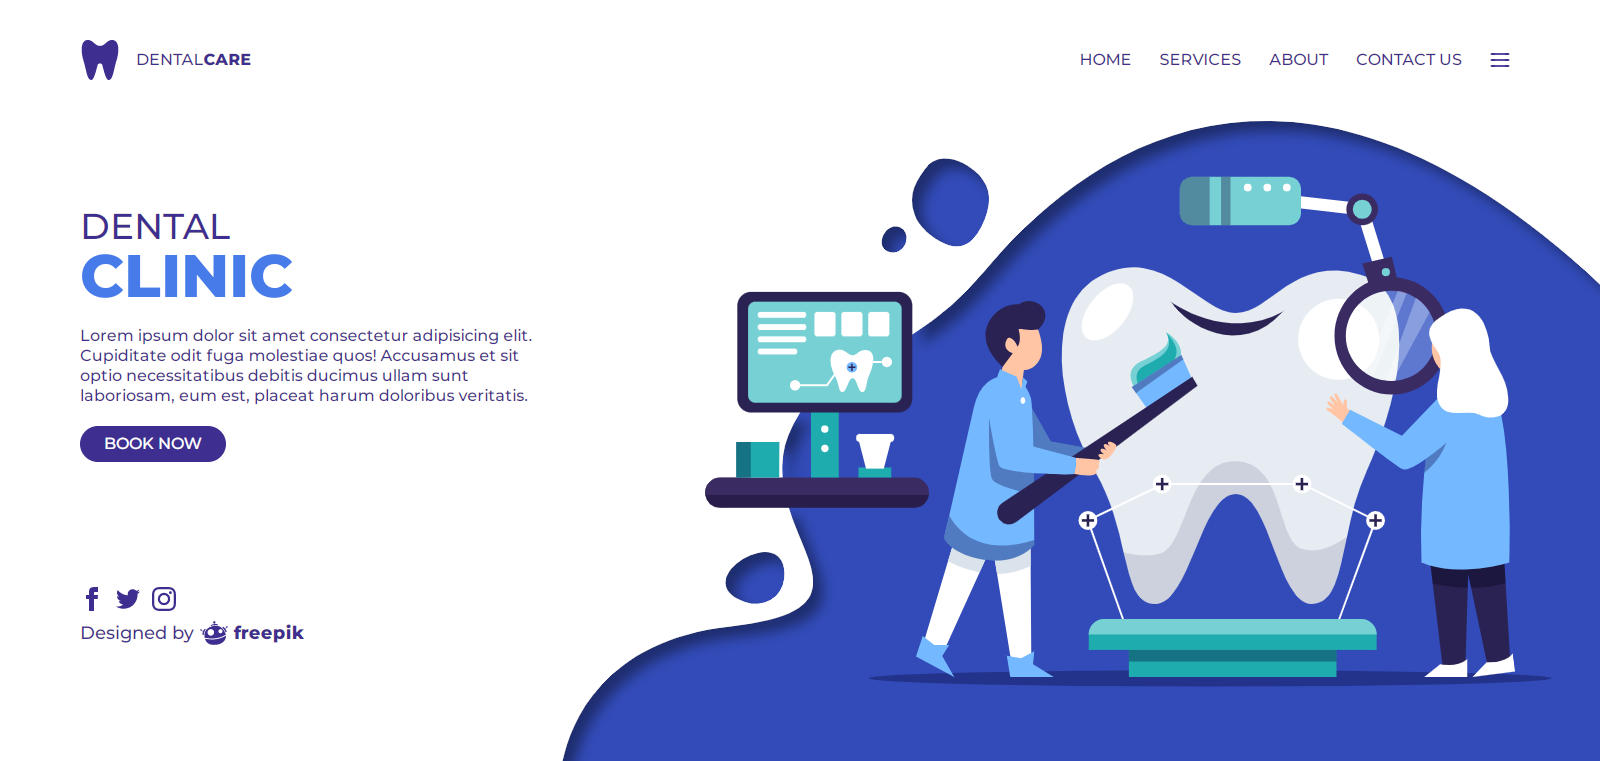 DENTALCARE
HOME SERVICES ABOUT CONTACT US
DENTAL
CLINIC
Lorem ipsum dolor sit amet consectetur adipisicing elit.
Cupiditate odit fuga molestiae quos! Accusamus et sit
optio necessitatibus debitis ducimus ullam sunt
laboriosam, eum est, placeat harum doloribus veritatis.
BOOK NOW
Designed by freepik